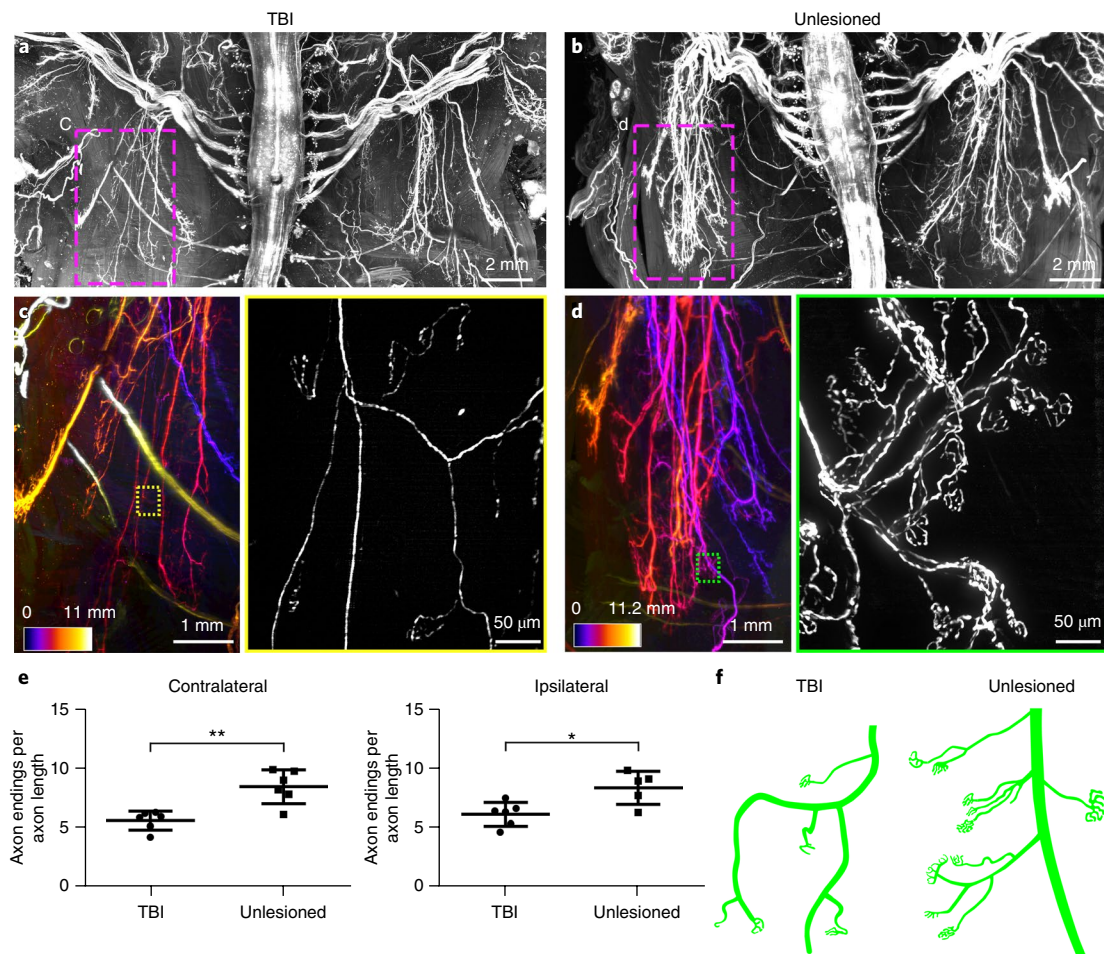 TBI
Unlesioned
a
C
2 mm
b
d
2 mm
c
0 11 mm
1 mm
50 μm
d
0 11.2 mm
1 mm
50 μm
e
Contralateral
Axon endings per
axon length
15
10
5
0
**
TBI
Unlesioned
Ipsilateral
Axon endings per
axon length
15
10
5
0
*
TBI
Unlesioned
f
TBI
Unlesioned